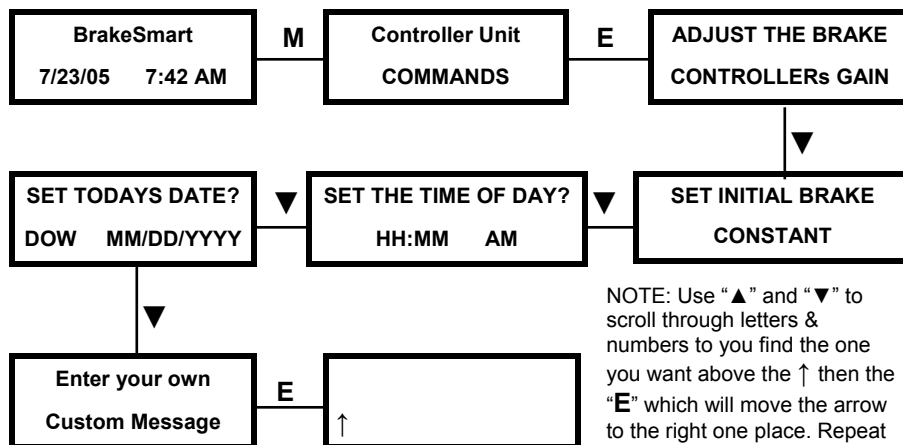 BrakeSmart
7/23/05 7:42 AM
M
Controller Unit
COMMANDS
E
ADJUST THE BRAKE
CONTROLLERs GAIN
▼
SET INITIAL BRAKE
CONSTANT
▼
SET THE TIME OF DAY?
HH:MM AM
▼
SET TODAYS DATE?
DOW MM/DD/YYYY
▼
Enter your own
Custom Message
E
↑
NOTE: Use “▲” and “▼” to
scroll through letters &
numbers to you find the one
you want above the ↑ then the
“E” which will move the arrow
to the right one place. Repeat